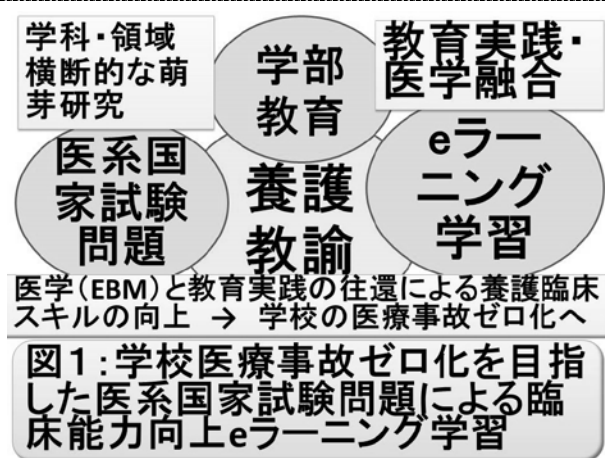 学科・領域
横断的な萌
芽研究
学部
教育
教育実践・
医学融合
医系国
家試験
問題
養護
教諭
eラー
ニング
学習
医学(EBM)と教育実践の往還による養護臨床
スキルの向上 → 学校の医療事故ゼロ化へ
図1:学校医療事故ゼロ化を目指
した医系国家試験問題による臨
床能力向上eラーニング学習